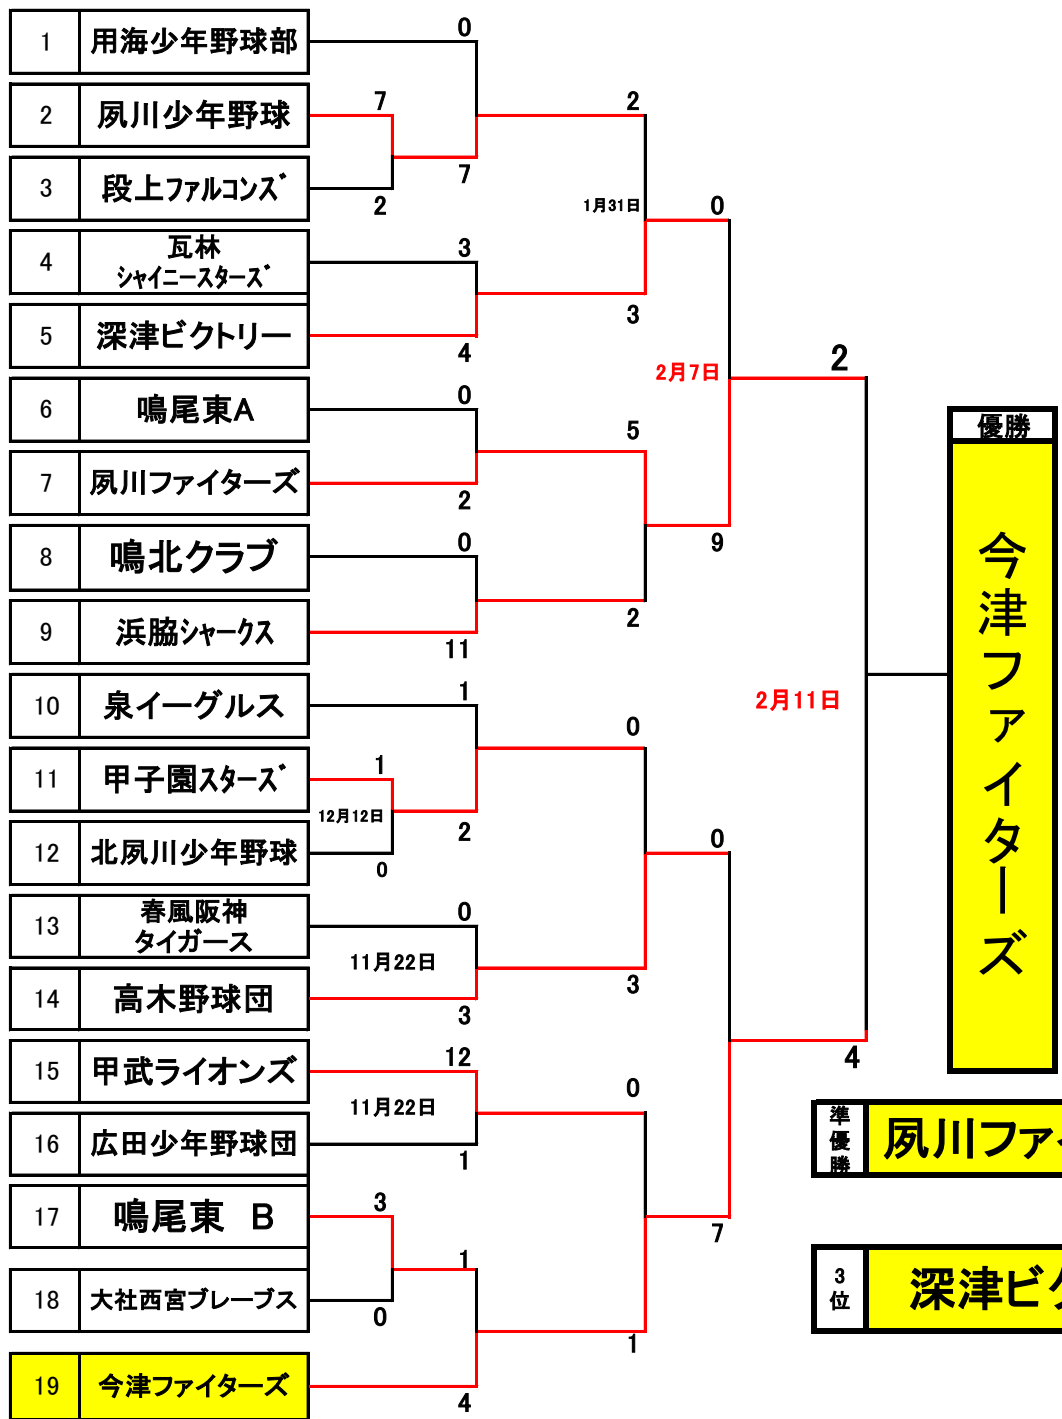 1 用海少年野球部
0
2 夙川少年野球
7
2
3 段上ファルコンズ
2
7
1月31日
0
4 瓦林
シャイニースターズ
3
5 深津ビクトリー
4
3
2月7日
2
6 鳴尾東A
0
5
7 夙川ファイターズ
2
8 鳴北クラブ
0
9
9 浜脇シャークス
11
2
10 泉イーグルス
1
2月11日
0
11 甲子園スターズ
1
12月12日
2
12 北夙川少年野球
0
0
13 春風阪神
タイガース
0
11月22日
14 高木野球団
3
3
15 甲武ライオンズ
12
0
4
11月22日
16 広田少年野球団
1
17 鳴尾東 B
3
7
1
18 大社西宮ブレーブス
0
1
19 今津ファイターズ
4
優勝
今津ファイターズ
準優勝
夙川ファイ
3位
深津ビク